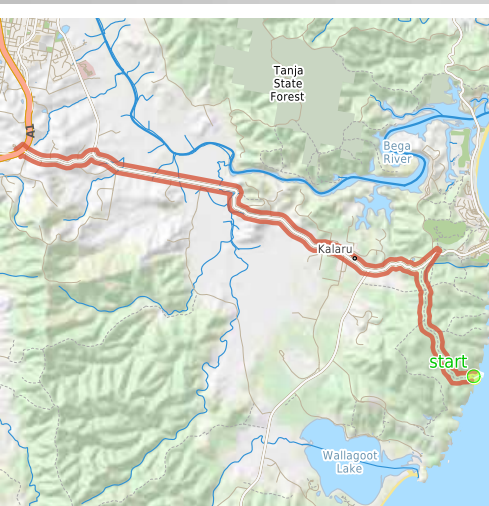 Tanja
State
Forest
A1
Bega
River
Kalaru
start
Wallagoot
Lake